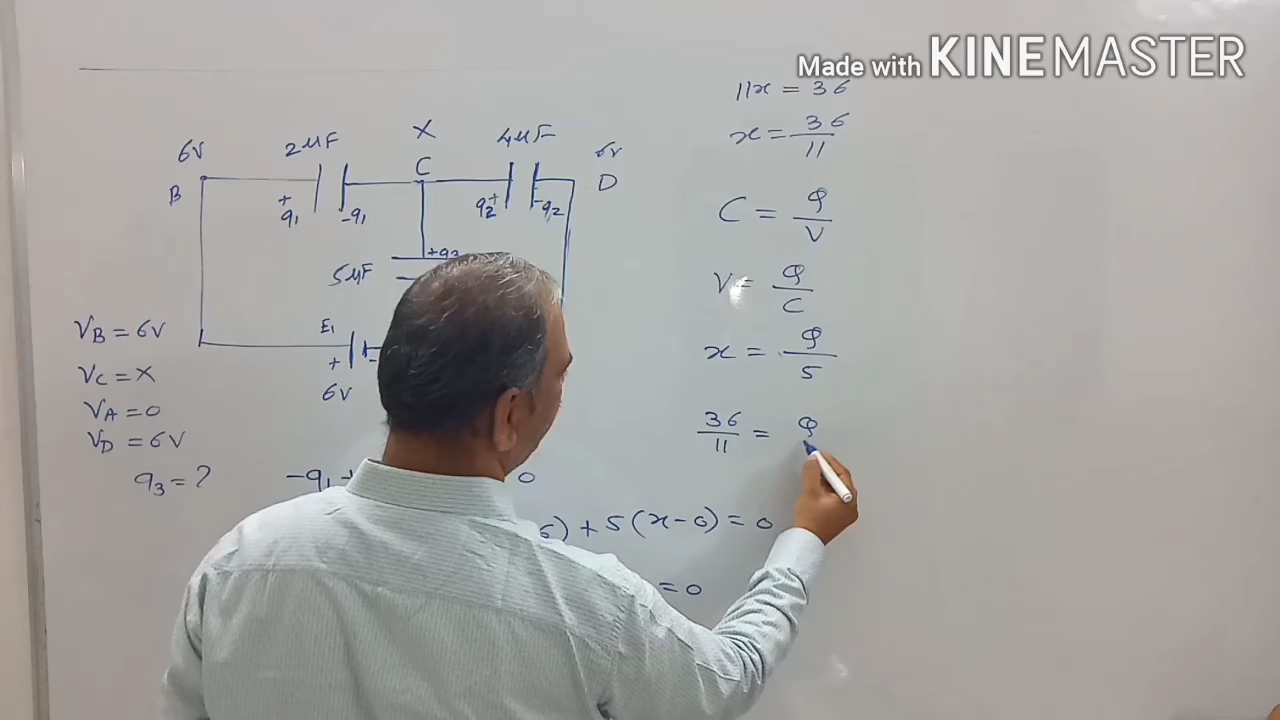 Made with KINEMASTER
11x = 36
x = 36/11
C = Q/V
V = Q/C
x = Q/5
36/11 = Q
6V
2μF
X
4μF
6V
B
C
D
+
q1
-q1
q2+
-q2
+q3
5μF
E1
+
-
6V
VB = 6V
VC = X
VA = 0
VD = 6V
q3 = ?
-q1 +
0
) + 5(x - 0) = 0
= 0